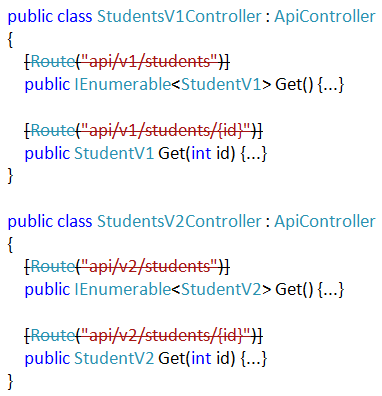 public class StudentsV1Controller : ApiController
{
[Route("api/v1/students")]
public IEnumerable<StudentV1> Get() {...}
[Route("api/v1/students/{id}")]
public StudentV1 Get(int id) {...}
}
public class StudentsV2Controller : ApiController
{
[Route("api/v2/students")]
public IEnumerable<StudentV2> Get() {...}
[Route("api/v2/students/{id}")]
public StudentV2 Get(int id) {...}
}